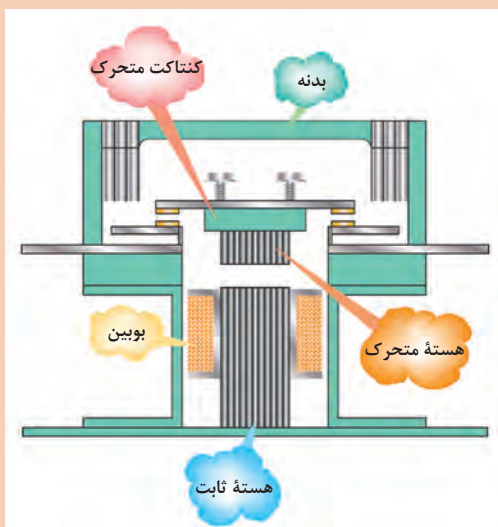 کنتاکت متحرک
بدنه
بوبین
هستهٔ متحرک
هستهٔ ثابت